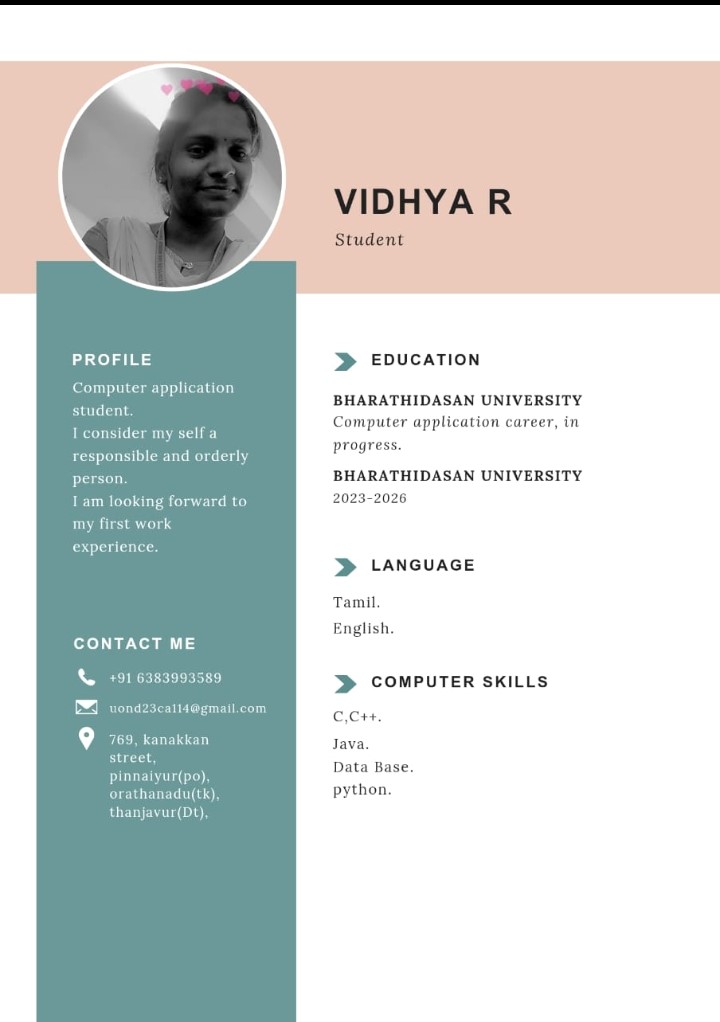 VIDHYA R
Student
PROFILE
Computer application
student.
I consider my self a
responsible and orderly
person.
I am looking forward to
my first work
experience.
CONTACT ME
+91 6383993589
uond23ca114@gmail.com
769, kanakkan
street,
pinnaiyur(po),
orathanadu(tk),
thanjavur(Dt),
EDUCATION
BHARATHIDASAN UNIVERSITY
Computer application career, in
progress.
BHARATHIDASAN UNIVERSITY
2023-2026
LANGUAGE
Tamil.
English.
COMPUTER SKILLS
C,C++.
Java.
Data Base.
python.